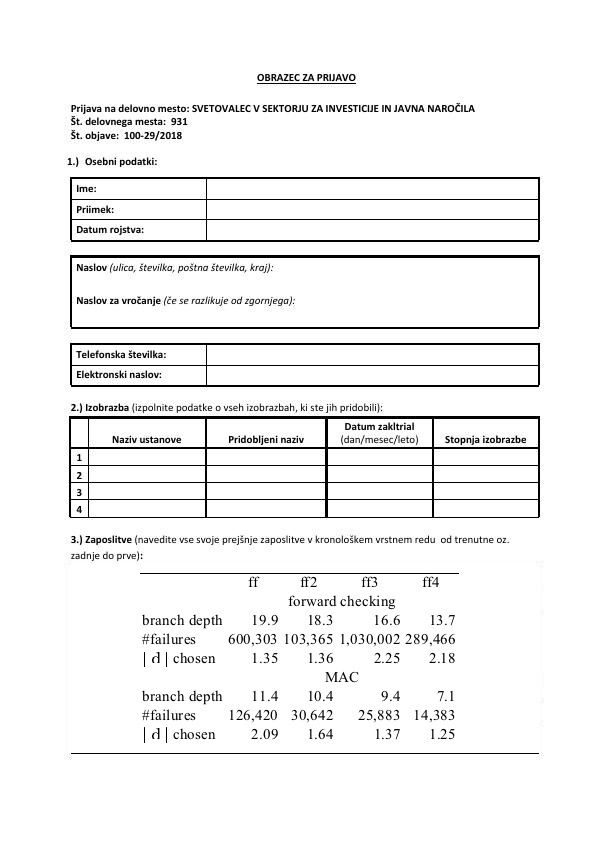 OBRAZEC ZA PRIJAVO
Prijava na delovno mesto: SVETOVALEC V SEKTORJU ZA INVESTICIJE IN JAVNA NAROČILA
Št. delovnega mesta: 931
Št. objave: 100-29/2018
1.) Osebni podatki:
Ime:
Priimek:
Datum rojstva:
Naslov (ulica, številka, poštna številka, kraj):
Naslov za vročanje (če se razlikuje od zgornjega):
Telefonska številka:
Elektronski naslov:
2.) Izobrazba (izpolnite podatke o vseh izobrazbah, ki ste jih pridobili):
Naziv ustanove Pridobljeni naziv Datum zakltrial (dan/mesec/leto) Stopnja izobrazbe
1
2
3
4
3.) Zaposlitve (navedite vse svoje prejšnje zaposlitve v kronološkem vrstnem redu od trenutne oz.
zadnje do prve):
ff ff2 ff3 ff4
forward checking
branch depth 19.9 18.3 16.6 13.7
#failures 600,303 103,365 1,030,002 289,466
| d | chosen 1.35 1.36 2.25 2.18
MAC
branch depth 11.4 10.4 9.4 7.1
#failures 126,420 30,642 25,883 14,383
| d | chosen 2.09 1.64 1.37 1.25